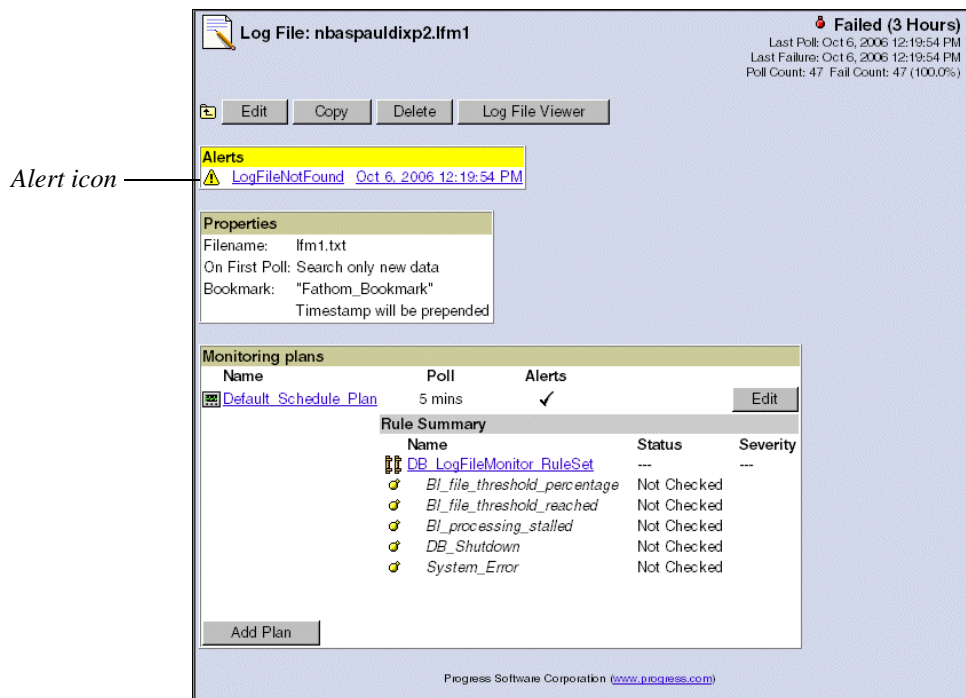 Log File: nbaspauldixp2.lfm1
Failed (3 Hours)
Last Poll: Oct 6, 2006 12:19:54 PM
Last Failure: Oct 6, 2006 12:19:54 PM
Poll Count: 47 Fail Count: 47 (100.0%)
Edit Copy Delete Log File Viewer
Alerts
Alert icon
LogFileNotFound Oct 6, 2006 12:19:54 PM
Properties
Filename: lfm1.txt
On First Poll: Search only new data
Bookmark: "Fathom_Bookmark"
Timestamp will be prepended
Monitoring plans
Name Poll Alerts
Default_Schedule_Plan 5 mins Edit
Rule Summary
Name Status Severity
DB_LogFileMonitor_RuleSet --- ---
BI_file_threshold_percentage Not Checked
BI_file_threshold_reached Not Checked
BI_processing_stalled Not Checked
DB_Shutdown Not Checked
System_Error Not Checked
Add Plan
Progress Software Corporation (www.progress.com)